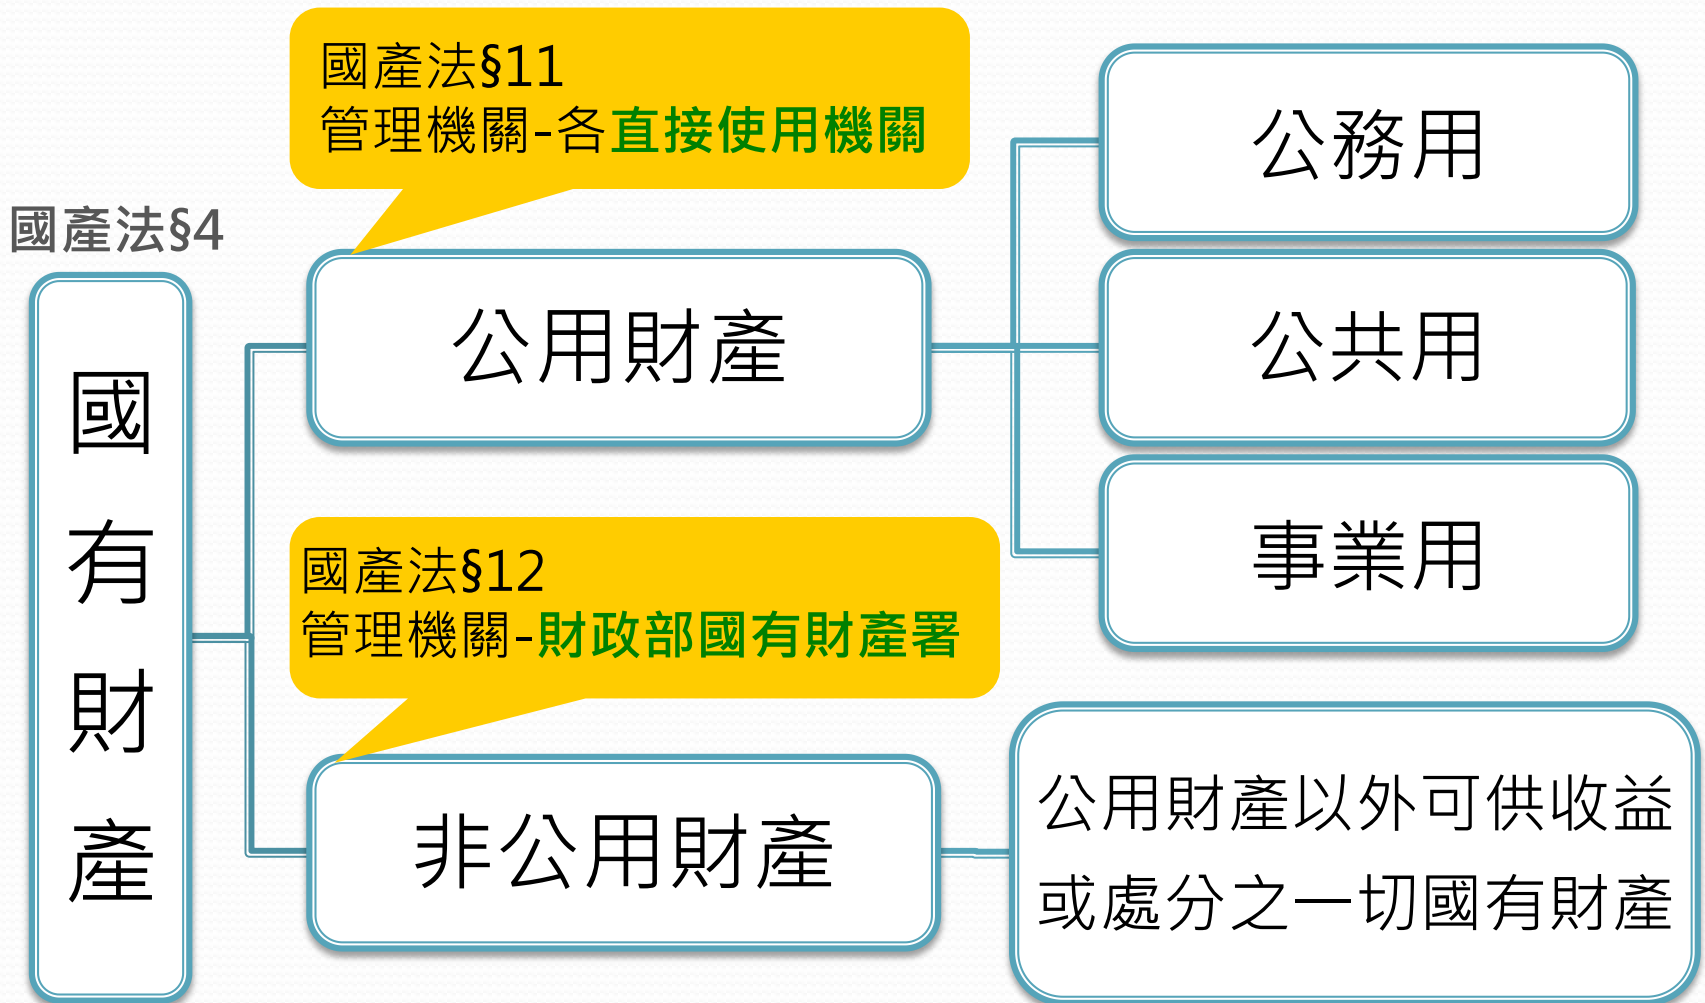 國產法§4
國有財產
國產法§11
管理機關-各直接使用機關
公用財產
公務用
公共用
事業用
國產法§12
管理機關-財政部國有財產署
非公用財產
公用財產以外可供收益
或處分之一切國有財產